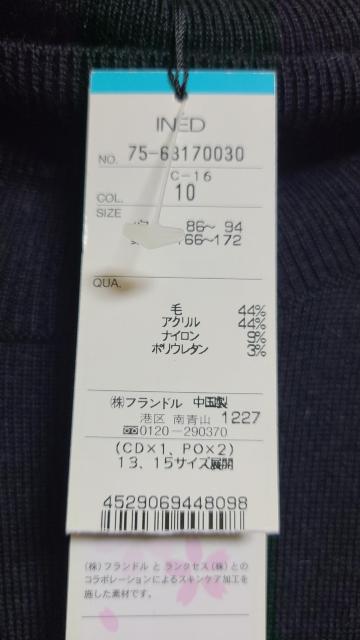 INÉD
NO. 75-63170030
C-16
COL. 10
SIZE
86～ 94
166～172
QUA.
毛 44%
アクリル 44%
ナイロン 9%
ポリウレタン 3%
㈱フランドル 中国製
港区 南青山 1227
0120-290370
(CD×1、PO×2)
13、15サイズ展開
4529069448098
(株)フランドル と ランクセス(株)との
コラボレーションによるスキンケア加工を
施した素材です。